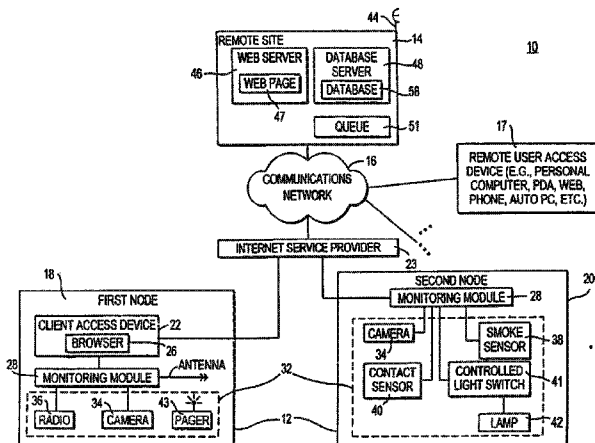 44
REMOTE SITE
14
10
46
WEB SERVER
WEB PAGE
47
DATABASE
SERVER
48
DATABASE
58
QUEUE
51
16
COMMUNICATIONS
NETWORK
17
REMOTE USER ACCESS
DEVICE (E.G., PERSONAL
COMPUTER, PDA, WEB,
PHONE, AUTO PC, ETC.)
INTERNET SERVICE PROVIDER
23
18
FIRST NODE
CLIENT ACCESS DEVICE
22
BROWSER
26
28
MONITORING MODULE
ANTENNA
32
36
RADIO
34
CAMERA
43
PAGER
12
SECOND NODE
20
MONITORING MODULE
28
CAMERA
34
SMOKE
SENSOR
38
CONTACT
SENSOR
40
CONTROLLED
LIGHT SWITCH
41
LAMP
42